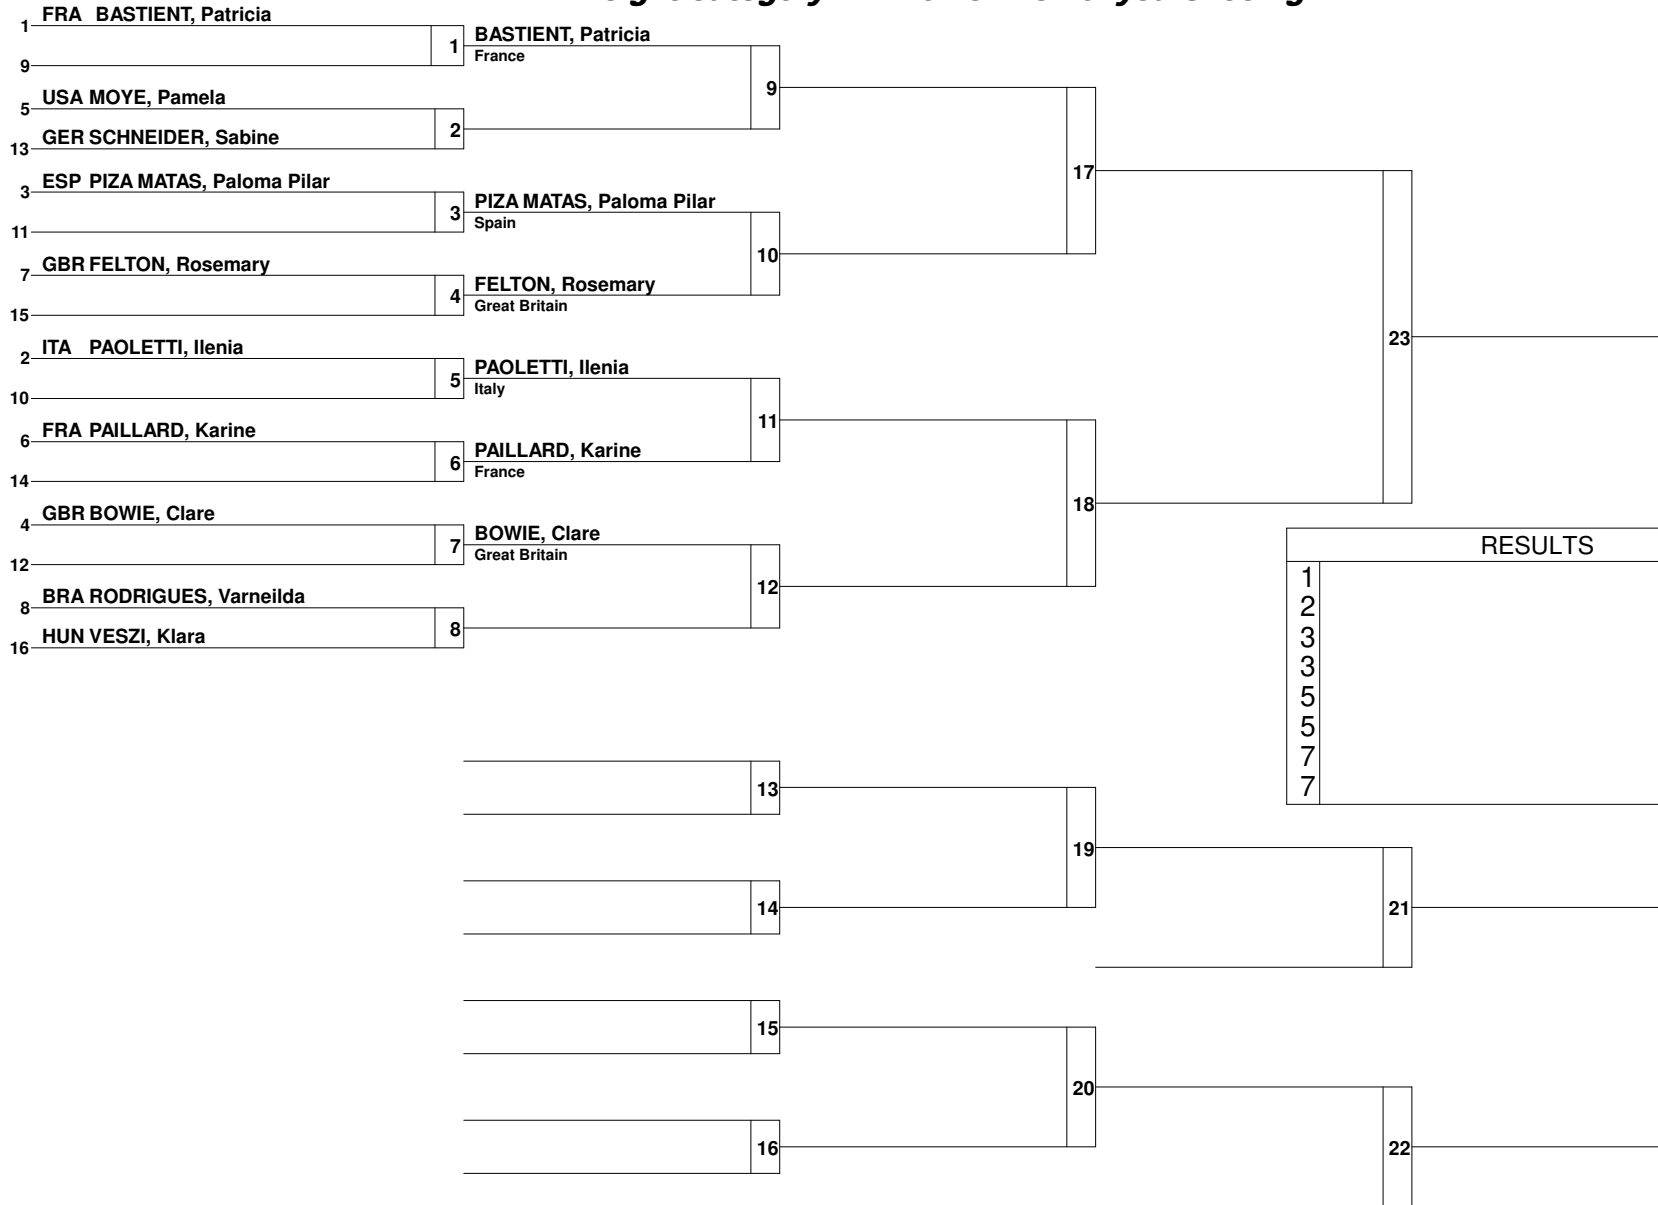 1 FRA BASTIENT, Patricia
9
1 BASTIENT, Patricia
France
5 USA MOYE, Pamela
13 GER SCHNEIDER, Sabine
2
9
3 ESP PIZA MATAS, Paloma Pilar
11
3 PIZA MATAS, Paloma Pilar
Spain
7 GBR FELTON, Rosemary
15
4 FELTON, Rosemary
Great Britain
10
17
2 ITA PAOLETTI, Ilenia
10
5 PAOLETTI, Ilenia
Italy
6 FRA PAILLARD, Karine
14
6 PAILLARD, Karine
France
11
4 GBR BOWIE, Clare
12
7 BOWIE, Clare
Great Britain
8 BRA RODRIGUES, Varneilda
16 HUN VESZI, Klara
8
12
18
23
RESULTS
1
2
3
3
5
5
7
7
13
14
19
21
15
16
20
22